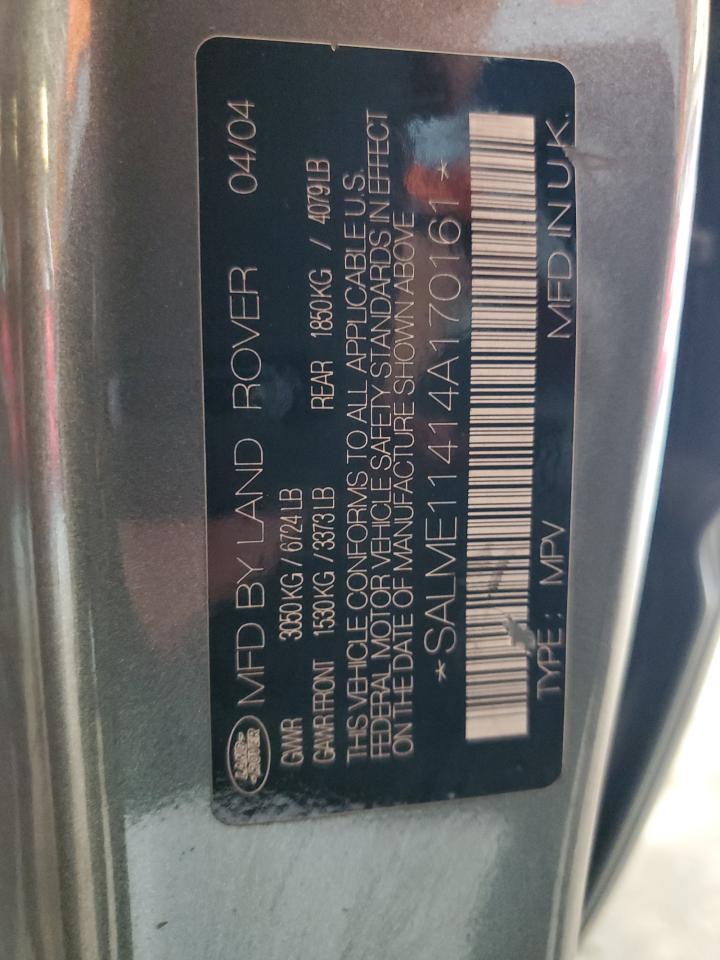 LAND
ROVER
MFD BY LAND ROVER 04/04
GVWR 3050 KG / 6724 LB
GAWR FRONT 1530 KG / 3373 LB REAR 1850 KG / 4079 LB
THIS VEHICLE CONFORMS TO ALL APPLICABLE U.S.
FEDERAL MOTOR VEHICLE SAFETY STANDARDS IN EFFECT
ON THE DATE OF MANUFACTURE SHOWN ABOVE
*SALME11414A170161*
TYPE : MPV MFD IN U.K.